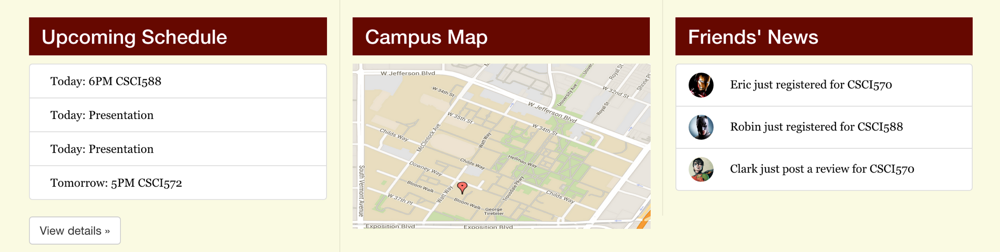 Upcoming Schedule
Today: 6PM CSCI588
Today: Presentation
Today: Presentation
Tomorrow: 5PM CSCI572
View details »
Campus Map
W Jefferson Blvd
W 34th St
University Ave
Royal St
W 32nd St
Royal St
W Jefferson Blvd
W 35th St
W 34th St
Childs Way
McClintock Ave
Watt Way
Hellman Way
Childs Way
Downey Way
South Vermont Avenue
Bloom Walk
Watt Way
Trousdale Pkwy
Childs Way
W 37th Pl
Bloom Walk
George
Tirebiter
Exposition Blvd
Exposition Blvd
Friends' News
Eric just registered for CSCI570
Robin just registered for CSCI588
Clark just post a review for CSCI570